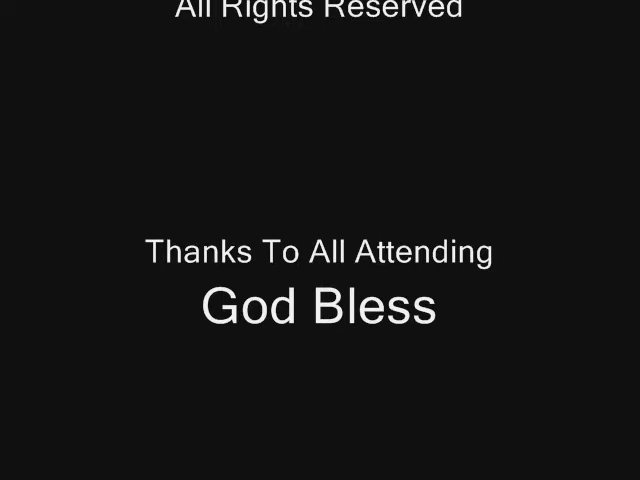 All Rights Reserved
Thanks To All Attending
God Bless